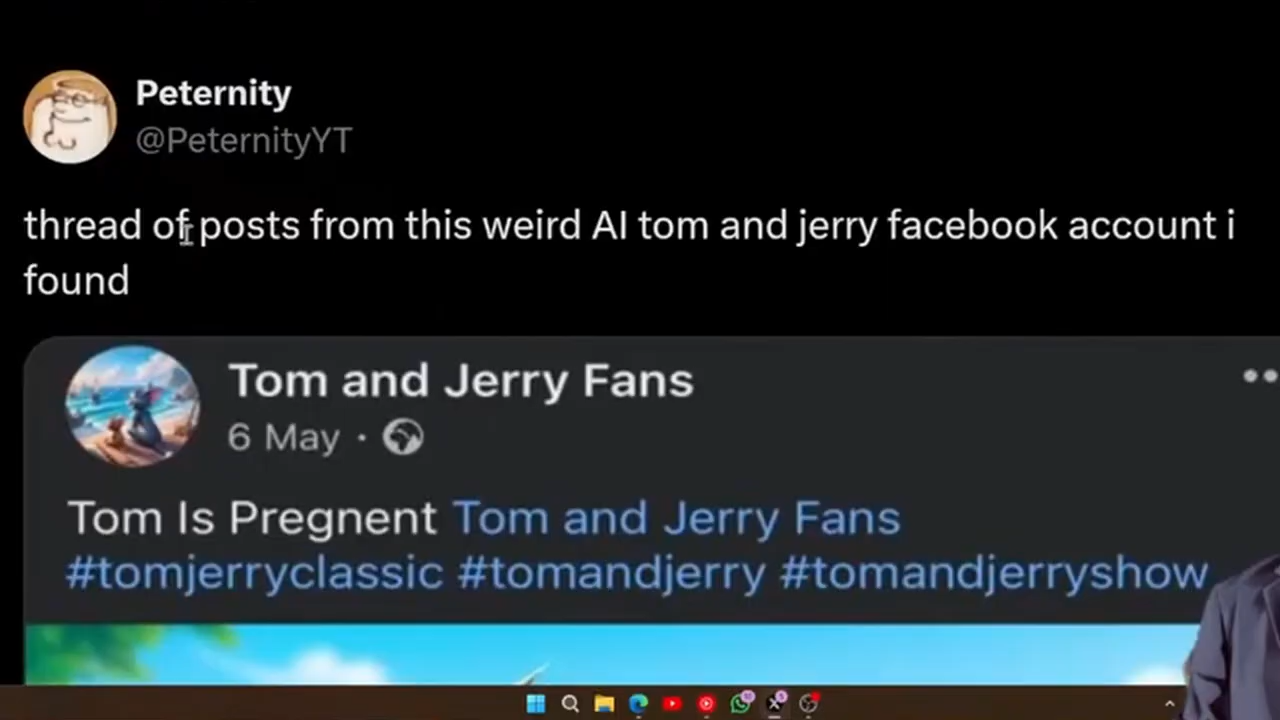 Peternity
@PeternityYT
thread of posts from this weird AI tom and jerry facebook account i
found
Tom and Jerry Fans
6 May ·
Tom Is Pregnent Tom and Jerry Fans
#tomjerryclassic #tomandjerry #tomandjerryshow